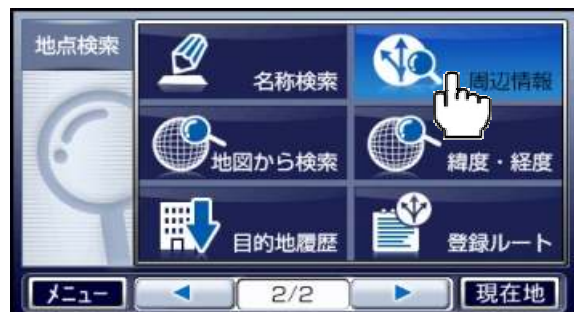 地点検索
名称検索
周辺情報
地図から検索
緯度・経度
目的地履歴
登録ルート
メニュー
2/2
現在地